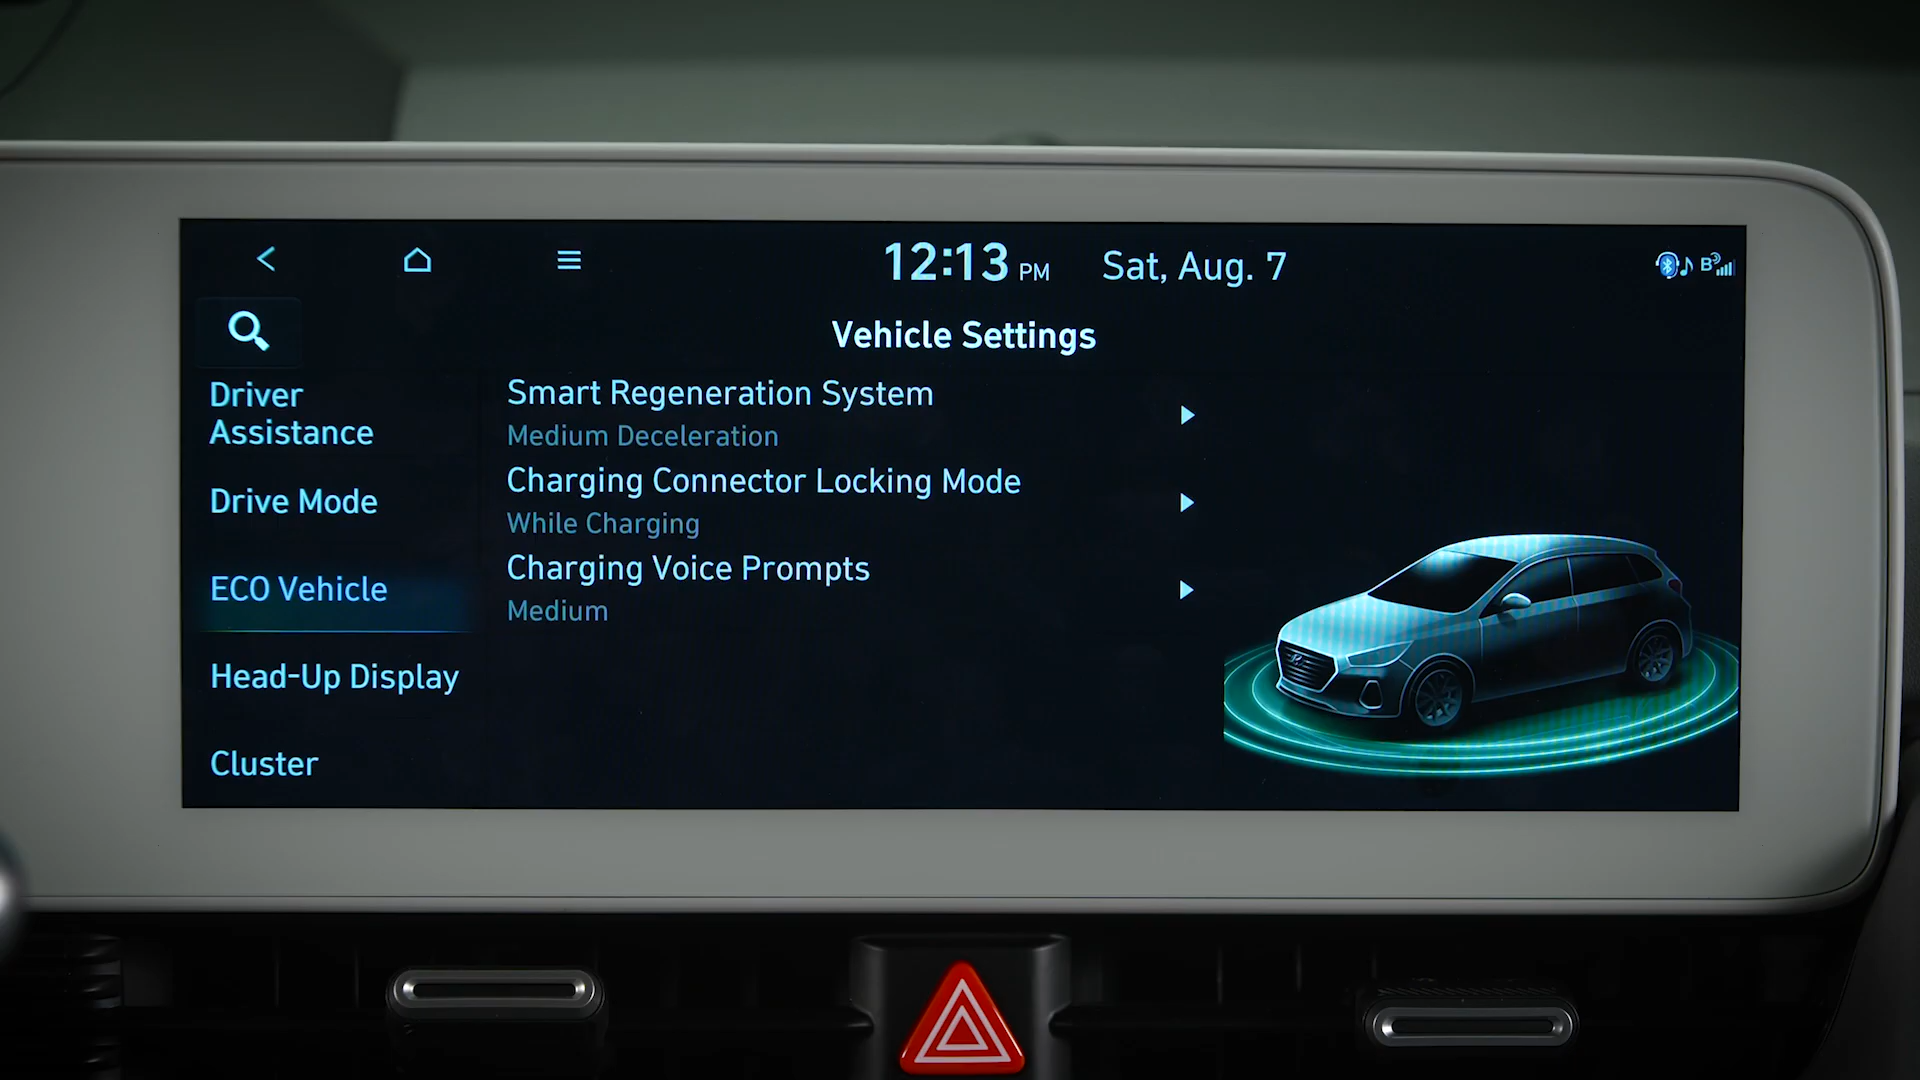 12:13 PM Sat, Aug. 7
B
Vehicle Settings
Driver
Assistance
Drive Mode
ECO Vehicle
Head-Up Display
Cluster
Smart Regeneration System
Medium Deceleration
Charging Connector Locking Mode
While Charging
Charging Voice Prompts
Medium